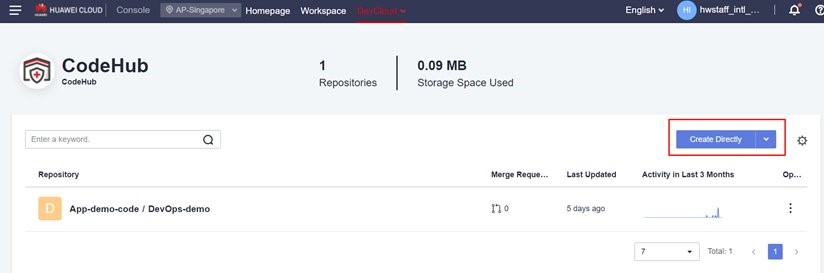 HUAWEI
HUAWEI CLOUD Console AP-Singapore Homepage Workspace DevCloud English HI hwstaff_intl_...
CodeHub
CodeHub
1
Repositories
0.09 MB
Storage Space Used
Enter a keyword.
Create Directly
Repository Merge Reque... Last Updated Activity in Last 3 Months Op...
D App-demo-code / DevOps-demo 0 5 days ago
7 Total: 1 < 1 >